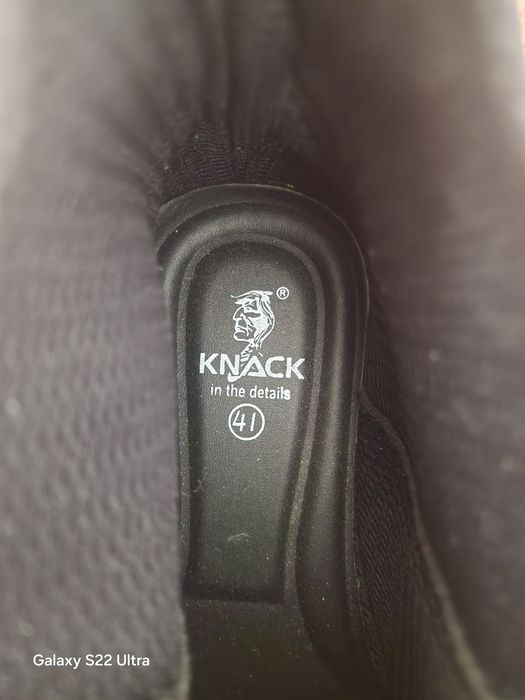 ®
KNACK
in the details
41
Galaxy S22 Ultra